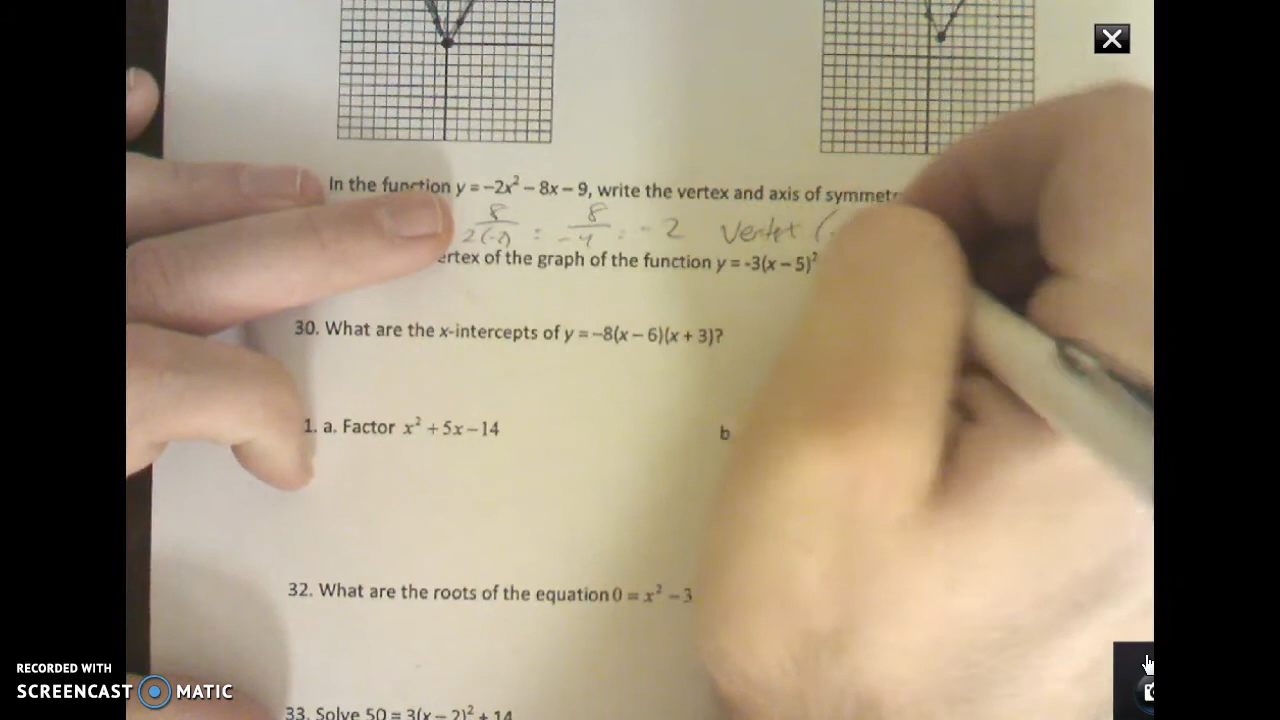 In the function y = −2x² − 8x − 9, write the vertex and axis of symmetr
8/2(-2) = 8/-4 = -2 Vertex (
ertex of the graph of the function y = -3(x − 5)²
30. What are the x-intercepts of y = −8(x − 6)(x + 3)?
1. a. Factor x² + 5x − 14
b
32. What are the roots of the equation 0 = x² − 3
33. Solve 50 = 3(x − 2)² + 14
RECORDED WITH
SCREENCAST MATIC